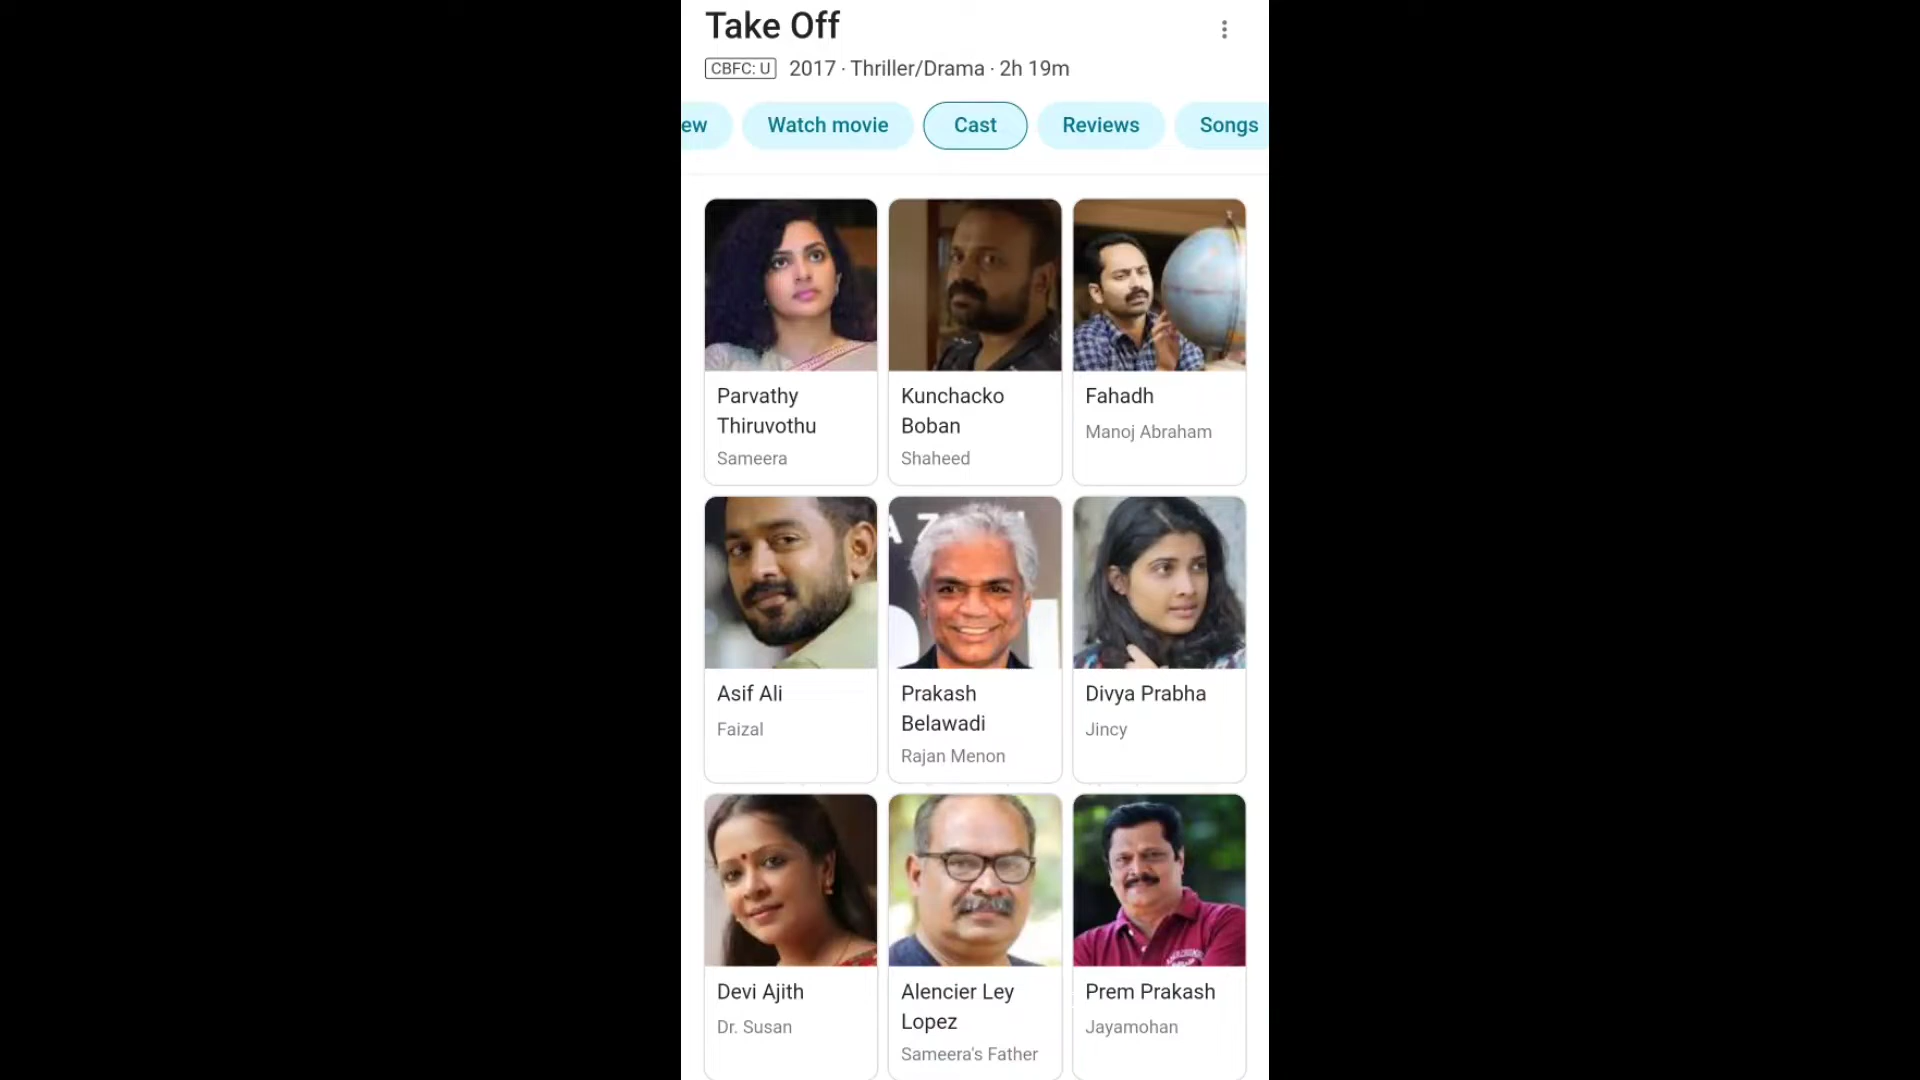 Take Off
CBFC: U 2017 · Thriller/Drama · 2h 19m
ew Watch movie Cast Reviews Songs
Parvathy
Thiruvothu
Sameera
Kunchacko
Boban
Shaheed
Fahadh
Manoj Abraham
Asif Ali
Faizal
Prakash
Belawadi
Rajan Menon
Divya Prabha
Jincy
Devi Ajith
Dr. Susan
Alencier Ley
Lopez
Sameera's Father
Prem Prakash
Jayamohan